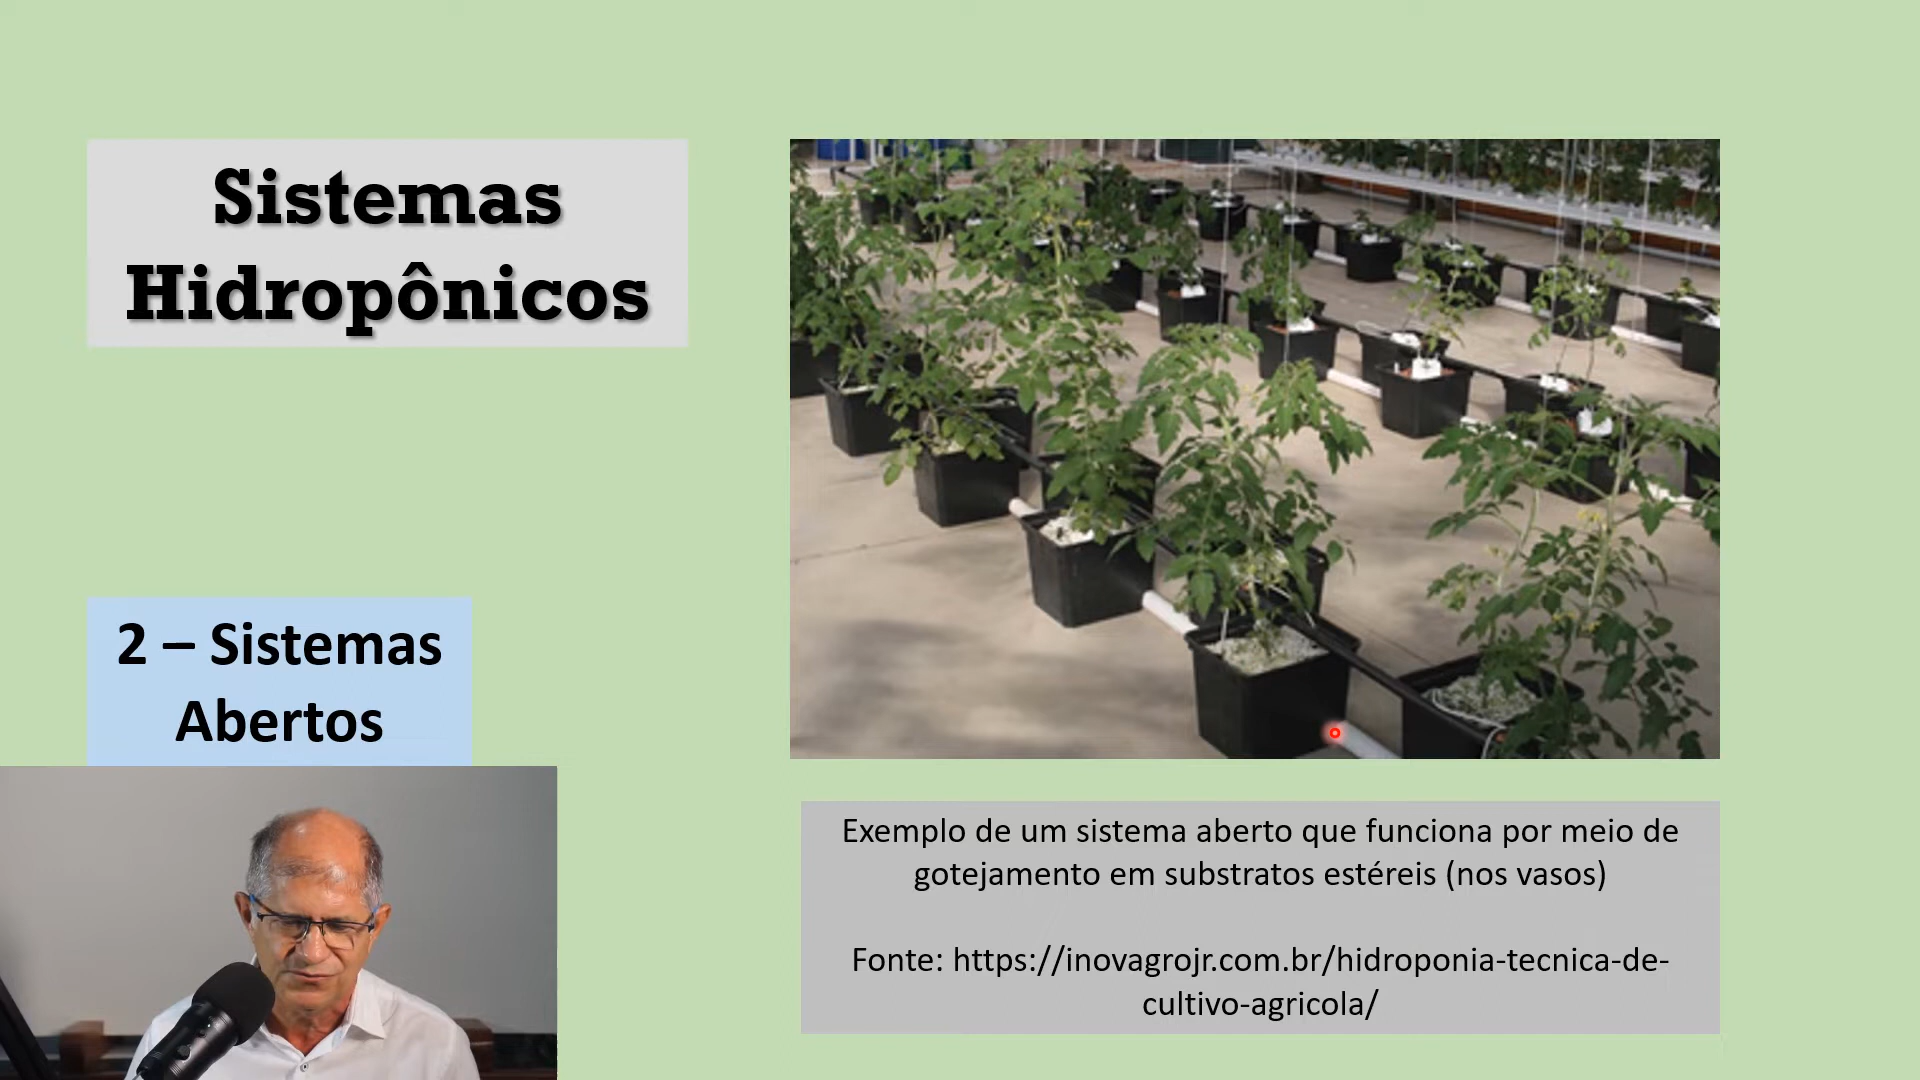 Sistemas
Hidropônicos
2 – Sistemas
Abertos
Exemplo de um sistema aberto que funciona por meio de
gotejamento em substratos estéreis (nos vasos)
Fonte: https://inovagrojr.com.br/hidroponia-tecnica-de-
cultivo-agricola/